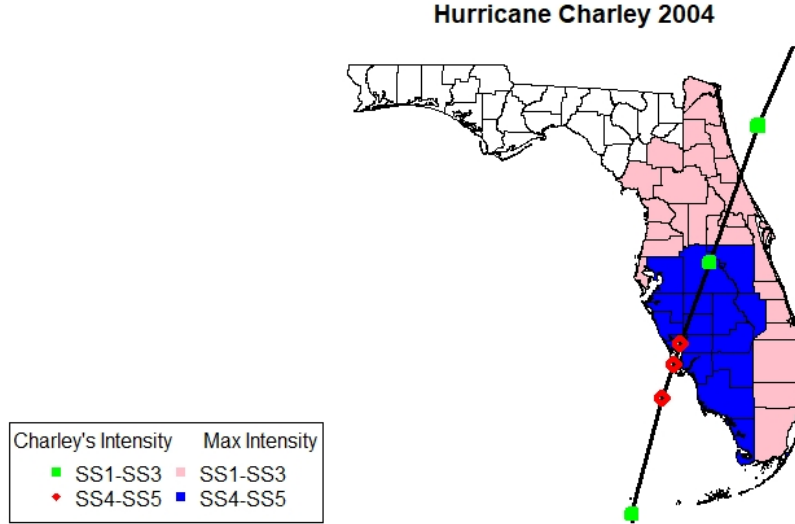 Hurricane Charley 2004
Charley's Intensity Max Intensity
SS1-SS3 SS1-SS3
SS4-SS5 SS4-SS5